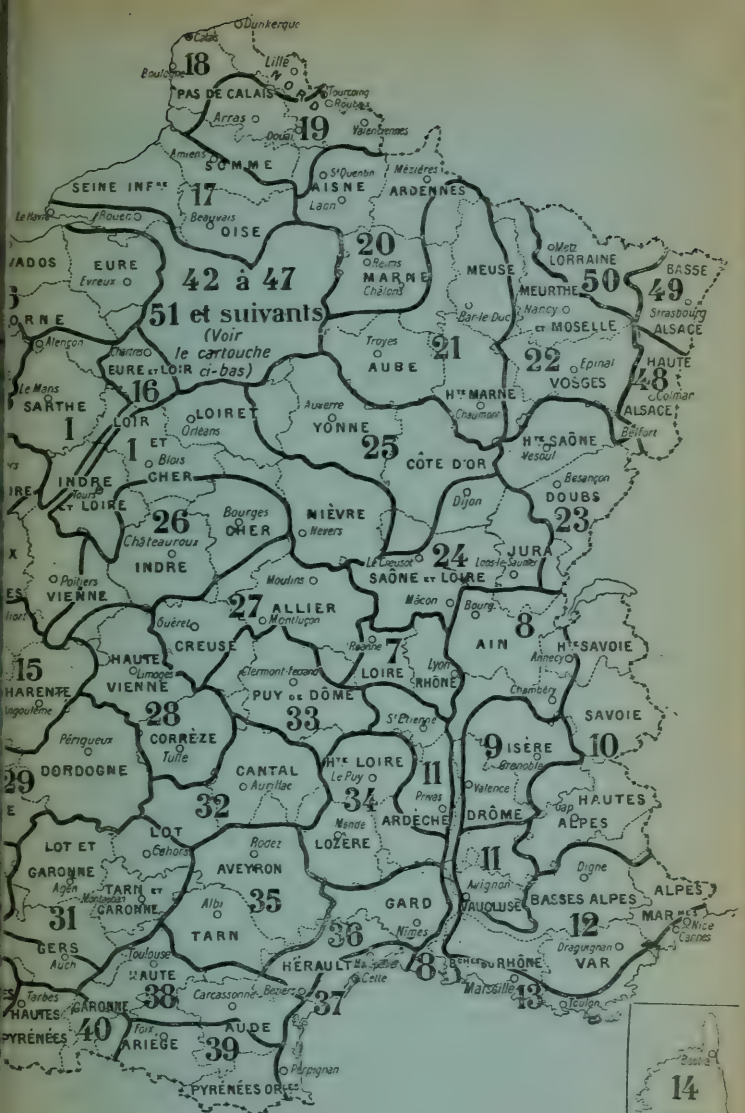 Dunkerque
Calais
18
Lille
Boulogne
NORD
PAS DE CALAIS
Tourcoing
Roubaix
Arras
Douai
19
Valenciennes
Amiens
SOMME
St Quentin
AISNE
Laon
Mézières
ARDENNES
SEINE INFre
17
Le Havre
Rouen
Beauvais
OISE
20
Reims
MARNE
Châlons
MEUSE
Metz
LORRAINE
50
BASSE
49
Strasbourg
ALSACE
VADOS
EURE
Evreux
42 à 47
51 et suivants
(Voir
le cartouche
ci-bas)
MEURTHE
Nancy
ET MOSELLE
Bar-le-Duc
ORNE
Alençon
Chartres
EURE ET LOIR
16
Troyes
AUBE
21
22
Epinal
VOSGES
HAUTE
48
Colmar
ALSACE
Le Mans
SARTHE
1
Hte MARNE
Chaumont
Belfort
LOIR
1 ET
LOIRET
Orléans
Blois
CHER
Auxerre
YONNE
25
CÔTE D'OR
Hte SAÔNE
Vesoul
Besançon
DOUBS
23
INDRE
Tours
ET LOIRE
26
Bourges
CHER
Châteauroux
INDRE
NIÈVRE
Nevers
Dijon
Le Creusot
24
SAÔNE ET LOIRE
Lons-le-Saunier
JURA
Poitiers
VIENNE
Moulins
27 ALLIER
Montluçon
Mâcon
Bourg
8
AIN
Guéret
CREUSE
Roanne
7
LOIRE
Lyon
RHÔNE
Annecy
Hte SAVOIE
15
CHARENTE
Angoulême
HAUTE
Limoges
VIENNE
Clermont-Ferrand
PUY DE DÔME
33
Chambéry
SAVOIE
28
CORRÈZE
Tulle
St Etienne
9 ISÈRE
Grenoble
10
Périgueux
29
DORDOGNE
CANTAL
Aurillac
32
Hte LOIRE
Le Puy
34
11
Privas
ARDECHE
Valence
DRÔME
Gap
HAUTES
ALPES
LOT
Cahors
Mende
LOZERE
LOT ET
GARONNE
Agen
Montauban
TARN ET
GARONNE
31
Rodez
AVEYRON
35
Albi
TARN
11
Avignon
VAUCLUSE
Digne
BASSES ALPES
12
ALPES
MARmes
Nice
Cannes
GARD
Nîmes
36
GERS
Auch
Toulouse
HAUTE
38
HÉRAULT
Montpellier
Cette
8
Bches DU RHÔNE
Marseille
13
Draguignan
VAR
Toulon
Tarbes
HAUTES
PYRÉNÉES
GARONNE
40
Carcassonne
Beziers
37
Foix
ARIÈGE
AUDE
39
Perpignan
PYRÉNÉES ORles
Bastia
14